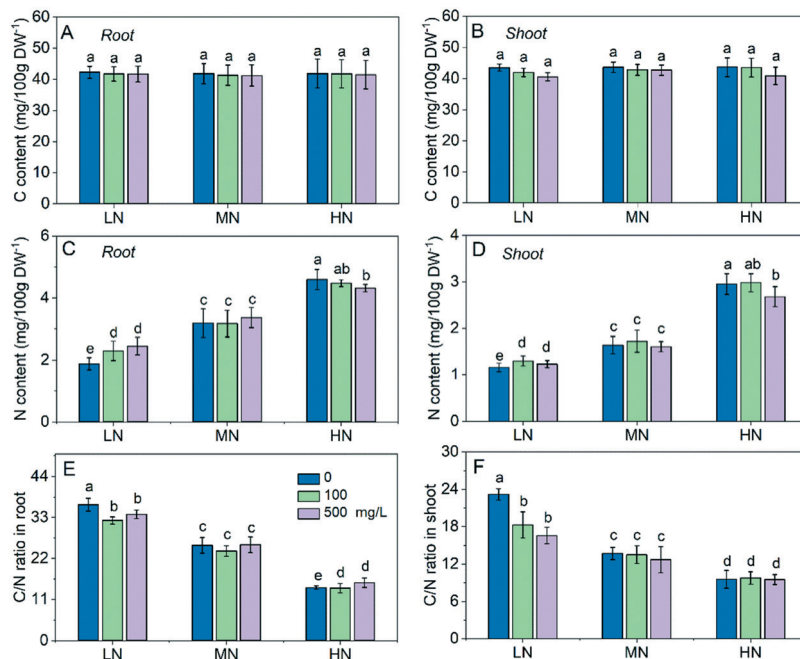 A Root
C content (mg/100g DW-1)
60
50
40
30
20
10
0
a a a a a a a a a
LN MN HN
B Shoot
C content (mg/100g DW-1)
60
50
40
30
20
10
0
a a a a a a a a a
LN MN HN
C Root
N content (mg/100g DW-1)
6
4
2
0
e d d c c c a ab b
LN MN HN
D Shoot
N content (mg/100g DW-1)
4
3
2
1
0
e d d c c c a ab b
LN MN HN
E
C/N ratio in root
44
33
22
11
0
a b b c c c e d d
0
100
500 mg/L
LN MN HN
F
C/N ratio in shoot
30
24
18
12
6
0
a b b c c c d d d
LN MN HN